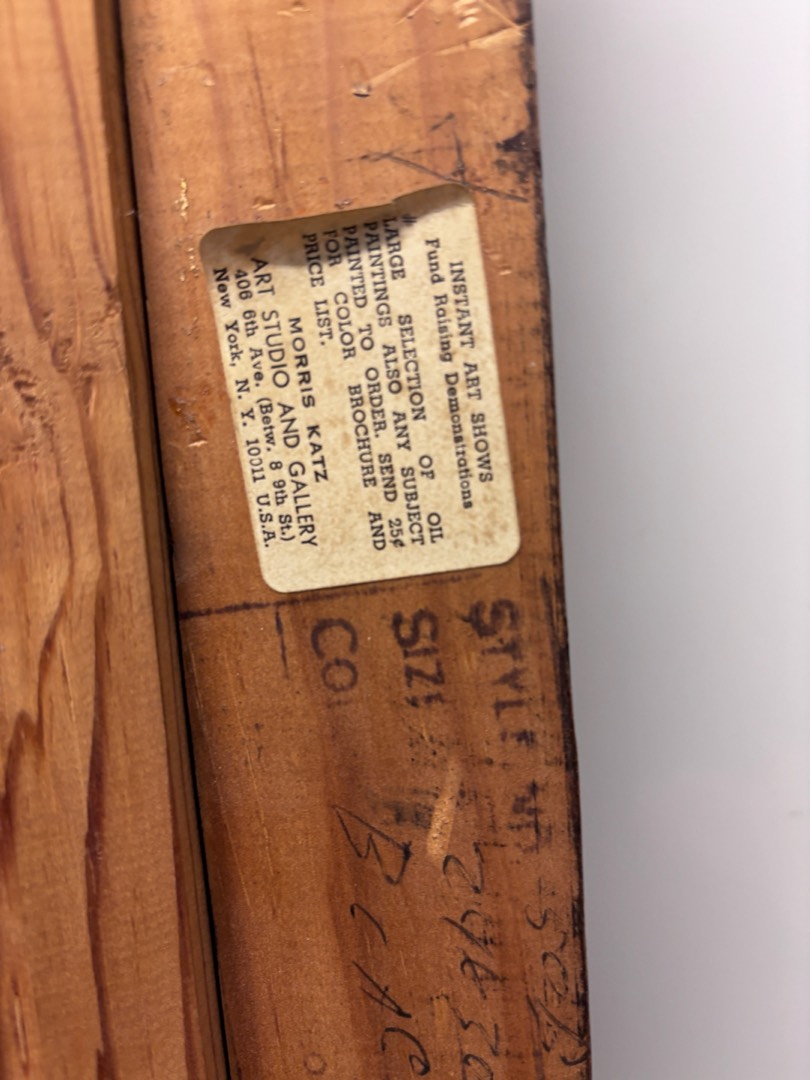 INSTANT ART SHOWS
Fund Raising Demonstrations
LARGE SELECTION OF OIL
PAINTINGS ALSO ANY SUBJECT
PAINTED TO ORDER. SEND 25¢
FOR COLOR BROCHURE AND
PRICE LIST.
MORRIS KATZ
ART STUDIO AND GALLERY
406 6th Ave. (Betw. 8 9th St.)
New York, N. Y. 10011 U.S.A.
STYLE
SIZE